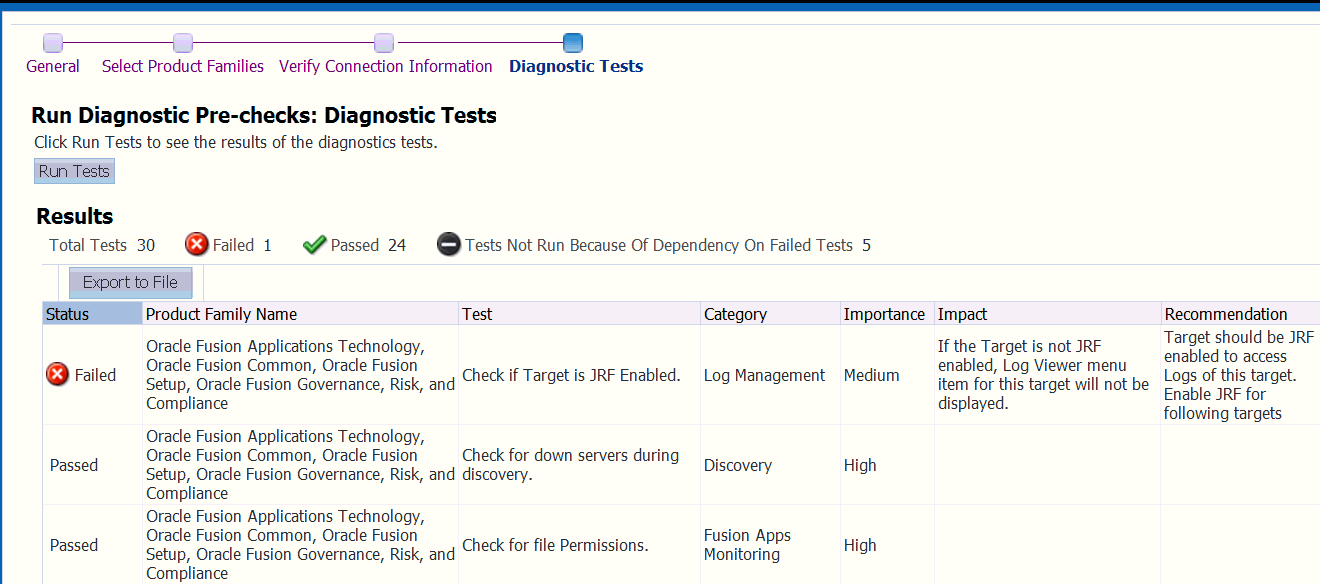 General Select Product Families Verify Connection Information Diagnostic Tests
Run Diagnostic Pre-checks: Diagnostic Tests
Click Run Tests to see the results of the diagnostics tests.
Run Tests
Results
Total Tests 30 Failed 1 Passed 24 Tests Not Run Because Of Dependency On Failed Tests 5
Export to File
Status Product Family Name Test Category Importance Impact Recommendation
Failed
Oracle Fusion Applications Technology,
Oracle Fusion Common, Oracle Fusion
Setup, Oracle Fusion Governance, Risk, and
Compliance
Check if Target is JRF Enabled.
Log Management
Medium
If the Target is not JRF
enabled, Log Viewer menu
item for this target will not be
displayed.
Target should be JRF
enabled to access
Logs of this target.
Enable JRF for
following targets
Passed
Oracle Fusion Applications Technology,
Oracle Fusion Common, Oracle Fusion
Setup, Oracle Fusion Governance, Risk, and
Compliance
Check for down servers during
discovery.
Discovery
High
Passed
Oracle Fusion Applications Technology,
Oracle Fusion Common, Oracle Fusion
Setup, Oracle Fusion Governance, Risk, and
Compliance
Check for file Permissions.
Fusion Apps
Monitoring
High